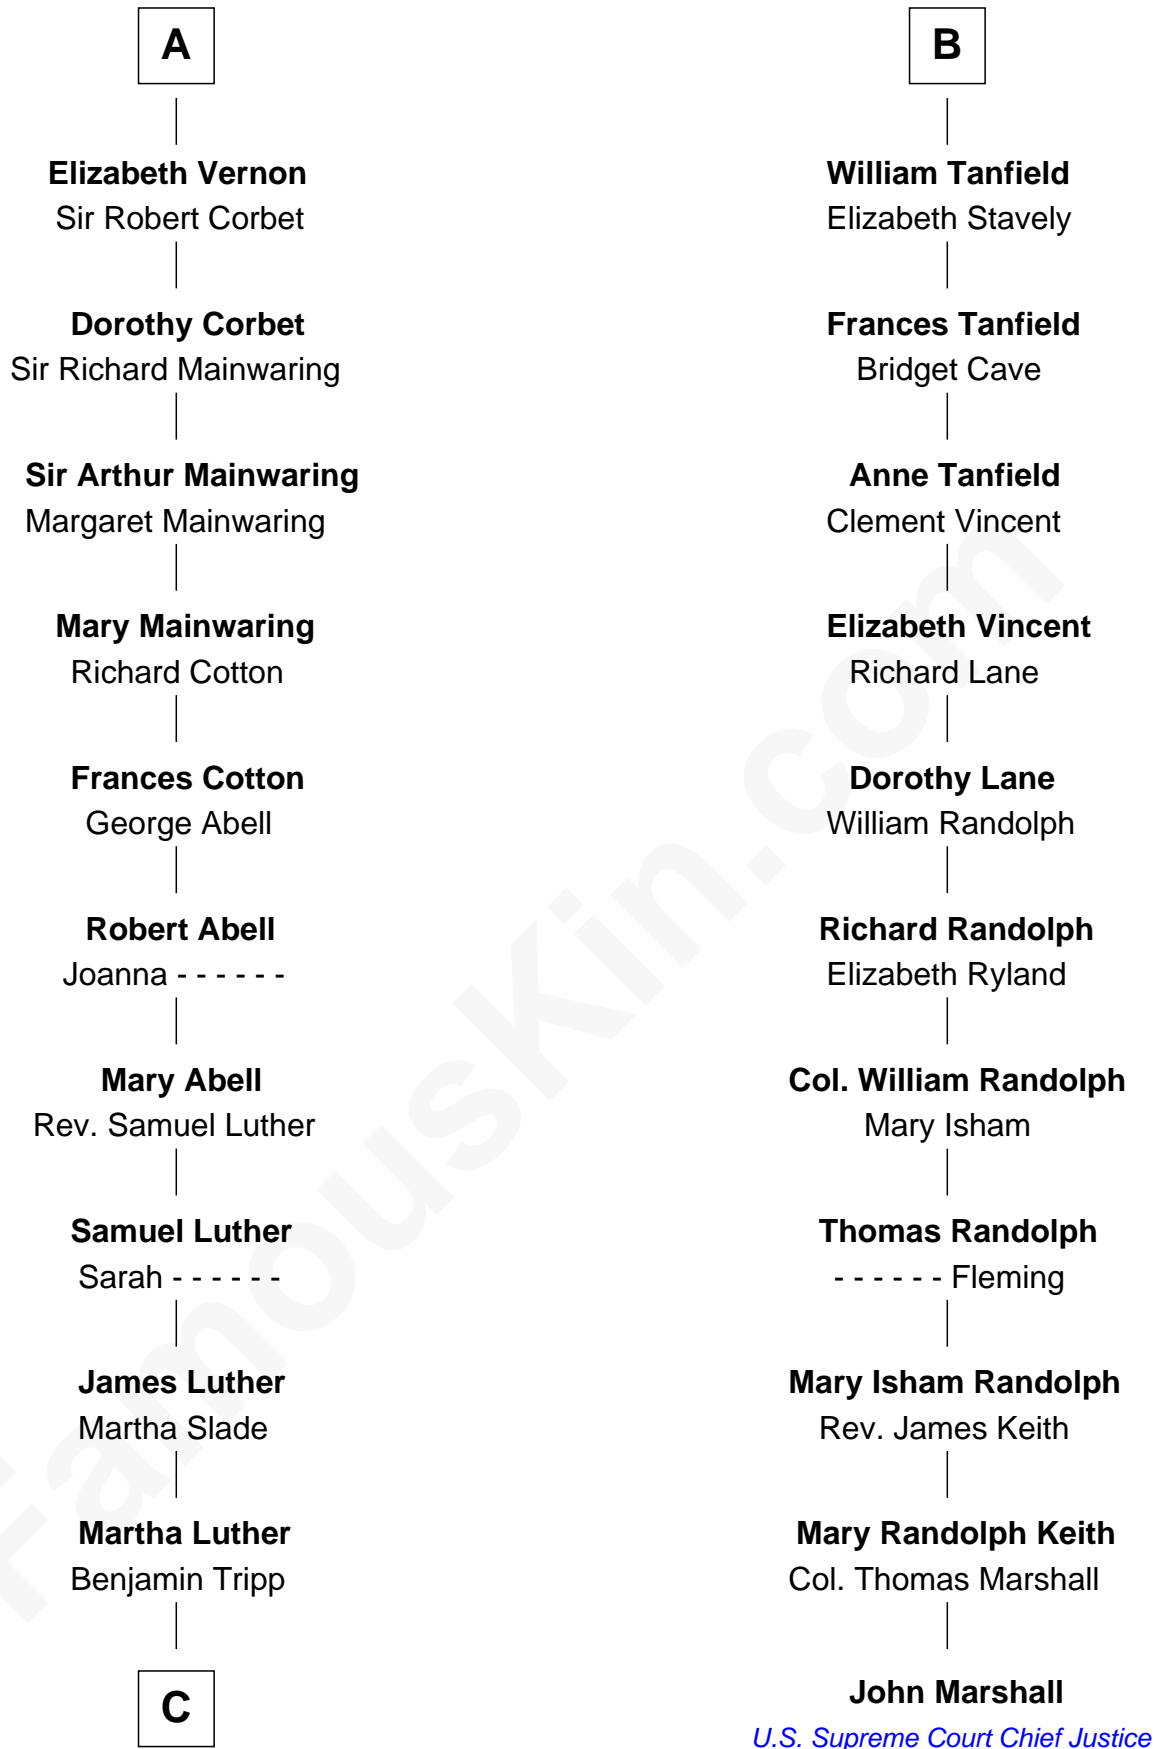 A
Elizabeth Vernon
Sir Robert Corbet
Dorothy Corbet
Sir Richard Mainwaring
Sir Arthur Mainwaring
Margaret Mainwaring
Mary Mainwaring
Richard Cotton
Frances Cotton
George Abell
Robert Abell
Joanna - - - - - -
Mary Abell
Rev. Samuel Luther
Samuel Luther
Sarah - - - - - -
James Luther
Martha Slade
Martha Luther
Benjamin Tripp
C
B
William Tanfield
Elizabeth Stavely
Frances Tanfield
Bridget Cave
Anne Tanfield
Clement Vincent
Elizabeth Vincent
Richard Lane
Dorothy Lane
William Randolph
Richard Randolph
Elizabeth Ryland
Col. William Randolph
Mary Isham
Thomas Randolph
- - - - - - Fleming
Mary Isham Randolph
Rev. James Keith
Mary Randolph Keith
Col. Thomas Marshall
John Marshall
U.S. Supreme Court Chief Justice
FamousKin.com